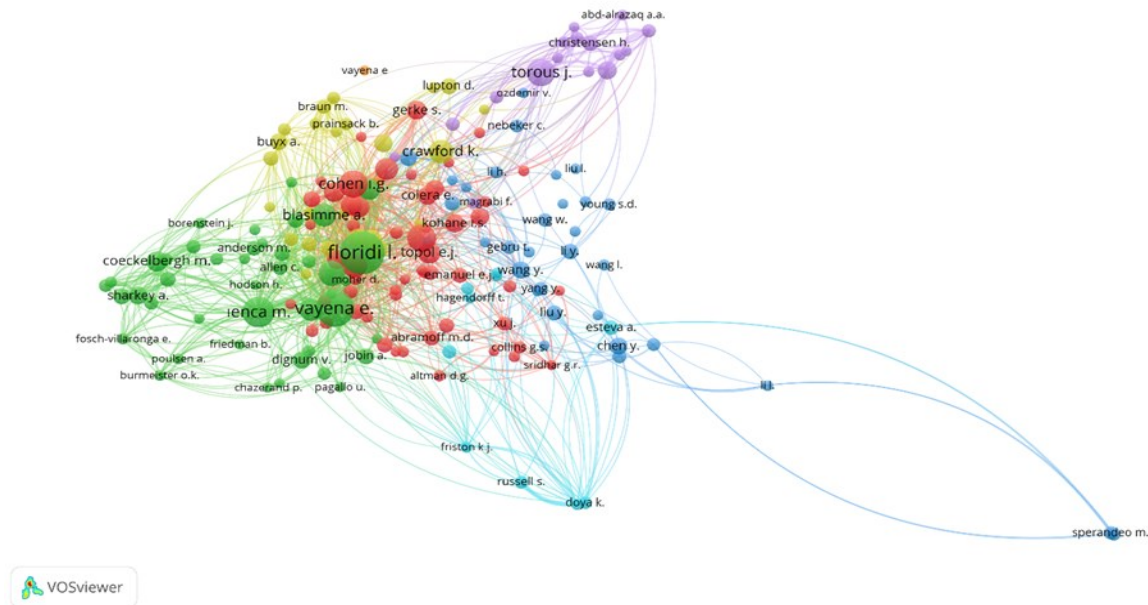 abd-alrazaq a.a.
christensen h.
torous j.
vayena e
lupton d.
ozdemir v.
braun m.
gerke s.
prainsack b.
nebeker c.
buyx a.
crawford k.
li h.
liu l.
cohen i.g.
coiera e.
magrabi f.
young s.d.
blasimme a.
kohane i.s.
wang w.
borenstein j.
anderson m.
floridi l.
topol e.j.
gebru t.
li y.
coeckelbergh m.
allen c.
wang y.
wang l.
hodson h.
moher d.
emanuel e.j.
sharkey a.
hagendorff t.
yang y.
ienca m.
vayena e.
liu y.
xu j.
esteva a.
fosch-villaronga e.
friedman b.
abramoff m.d.
chen y.
poulsen a.
dignum v.
jobin a.
collins g.s.
sridhar g.r.
burmeister o.k.
altman d.g.
chazerand p.
pagallo u.
friston k.j.
russell s.
doya k.
sperandeo m.
VOSviewer